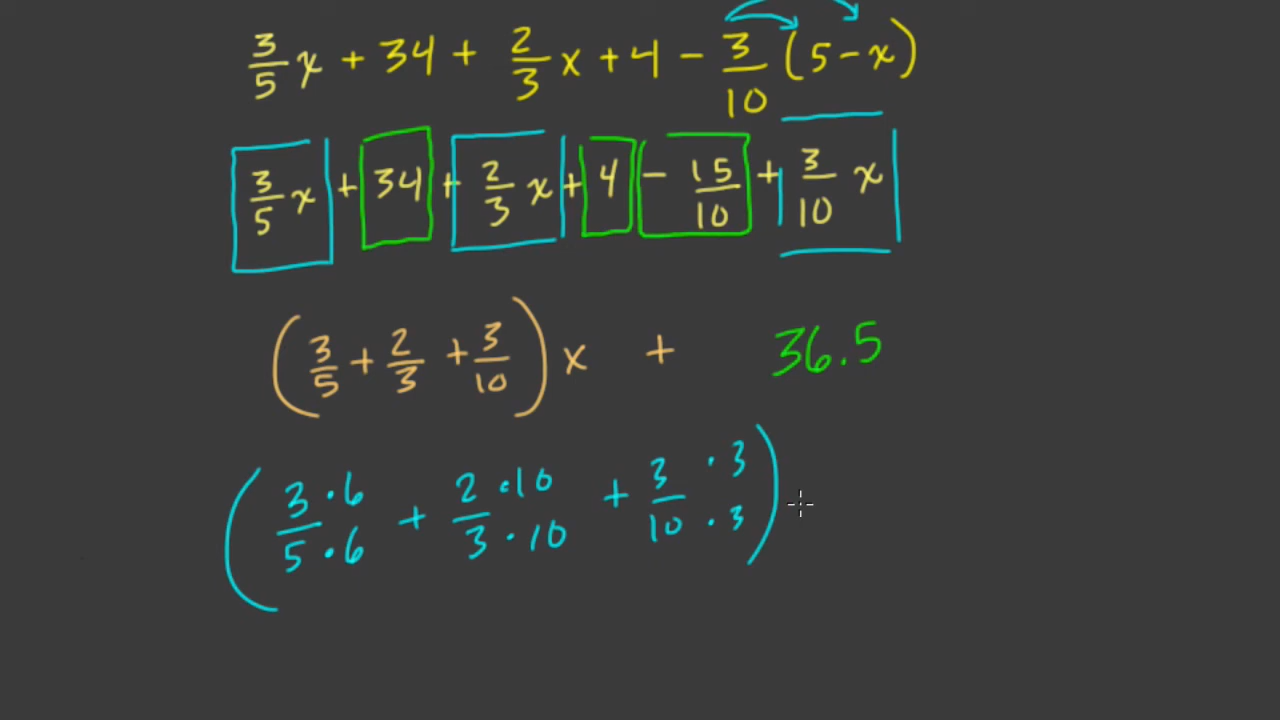 3/5 x + 34 + 2/3 x + 4 - 3/10 (5 - x)
3/5 x + 34 + 2/3 x + 4 - 15/10 + 3/10 x
(3/5 + 2/3 + 3/10) x + 36.5
(3·6/5·6 + 2·10/3·10 + 3·3/10·3)